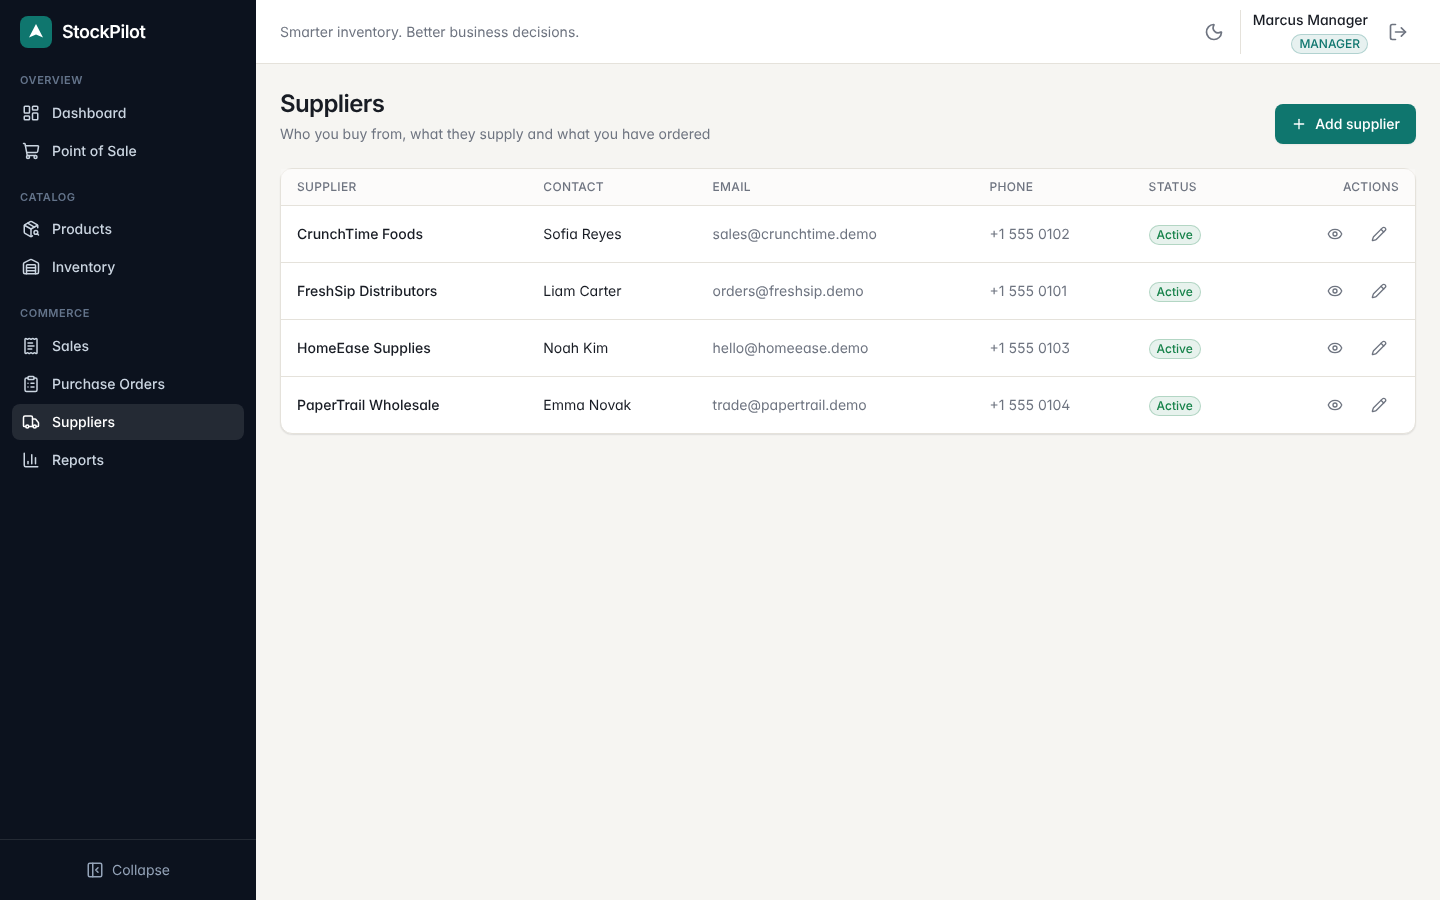 StockPilot
OVERVIEW
Dashboard
Point of Sale
CATALOG
Products
Inventory
COMMERCE
Sales
Purchase Orders
Suppliers
Reports
Collapse
Smarter inventory. Better business decisions.
Marcus Manager
MANAGER
Suppliers
Who you buy from, what they supply and what you have ordered
Add supplier
SUPPLIER CONTACT EMAIL PHONE STATUS ACTIONS
CrunchTime Foods Sofia Reyes sales@crunchtime.demo +1 555 0102 Active
FreshSip Distributors Liam Carter orders@freshsip.demo +1 555 0101 Active
HomeEase Supplies Noah Kim hello@homeease.demo +1 555 0103 Active
PaperTrail Wholesale Emma Novak trade@papertrail.demo +1 555 0104 Active